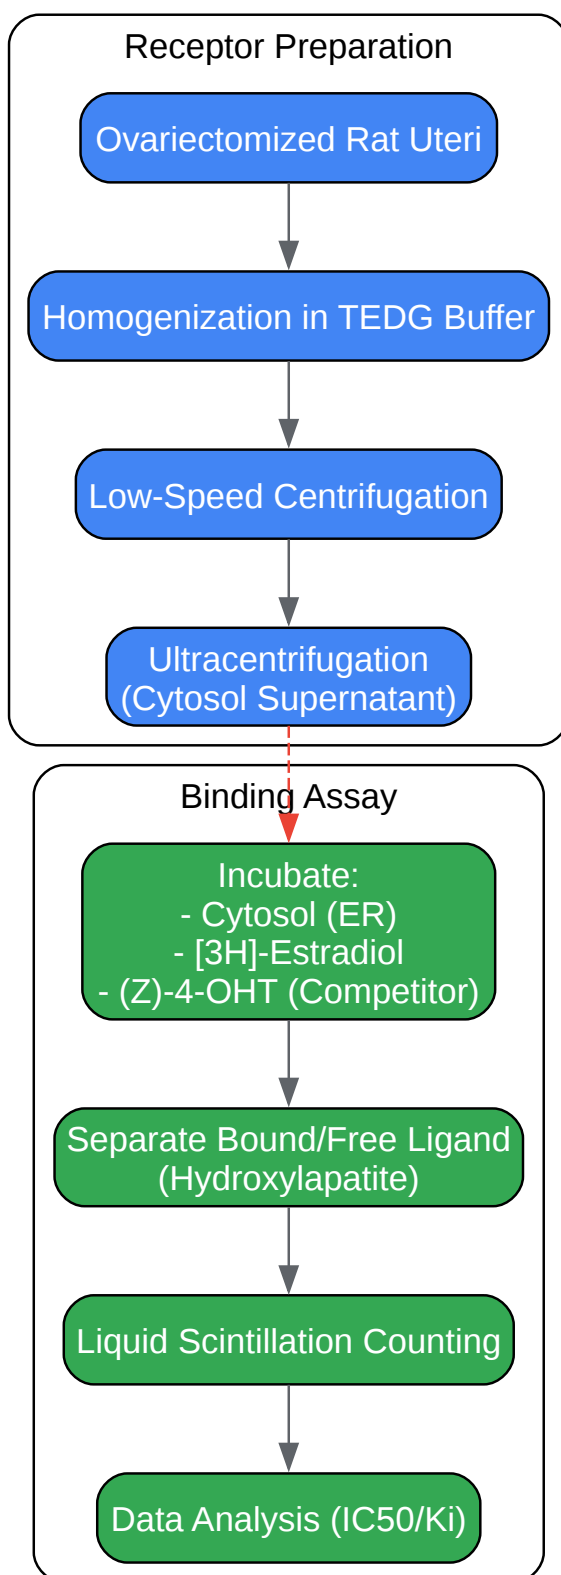 Receptor Preparation
Ovariectomized Rat Uteri
Homogenization in TEDG Buffer
Low-Speed Centrifugation
Ultracentrifugation
(Cytosol Supernatant)
Binding Assay
Incubate:
- Cytosol (ER)
- [3H]-Estradiol
- (Z)-4-OHT (Competitor)
Separate Bound/Free Ligand
(Hydroxylapatite)
Liquid Scintillation Counting
Data Analysis (IC50/Ki)